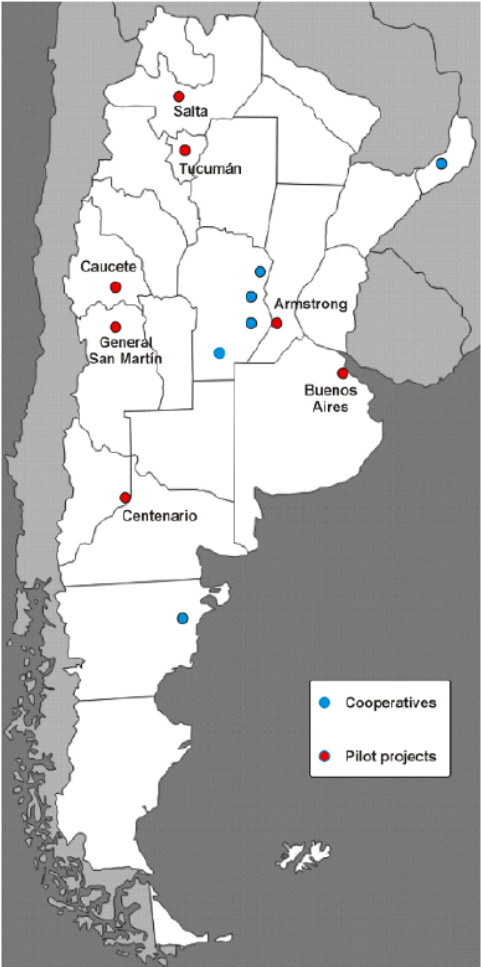 Salta
Tucumán
Caucete
Armstrong
General
San Martín
Buenos
Aires
Centenario
Cooperatives
Pilot projects